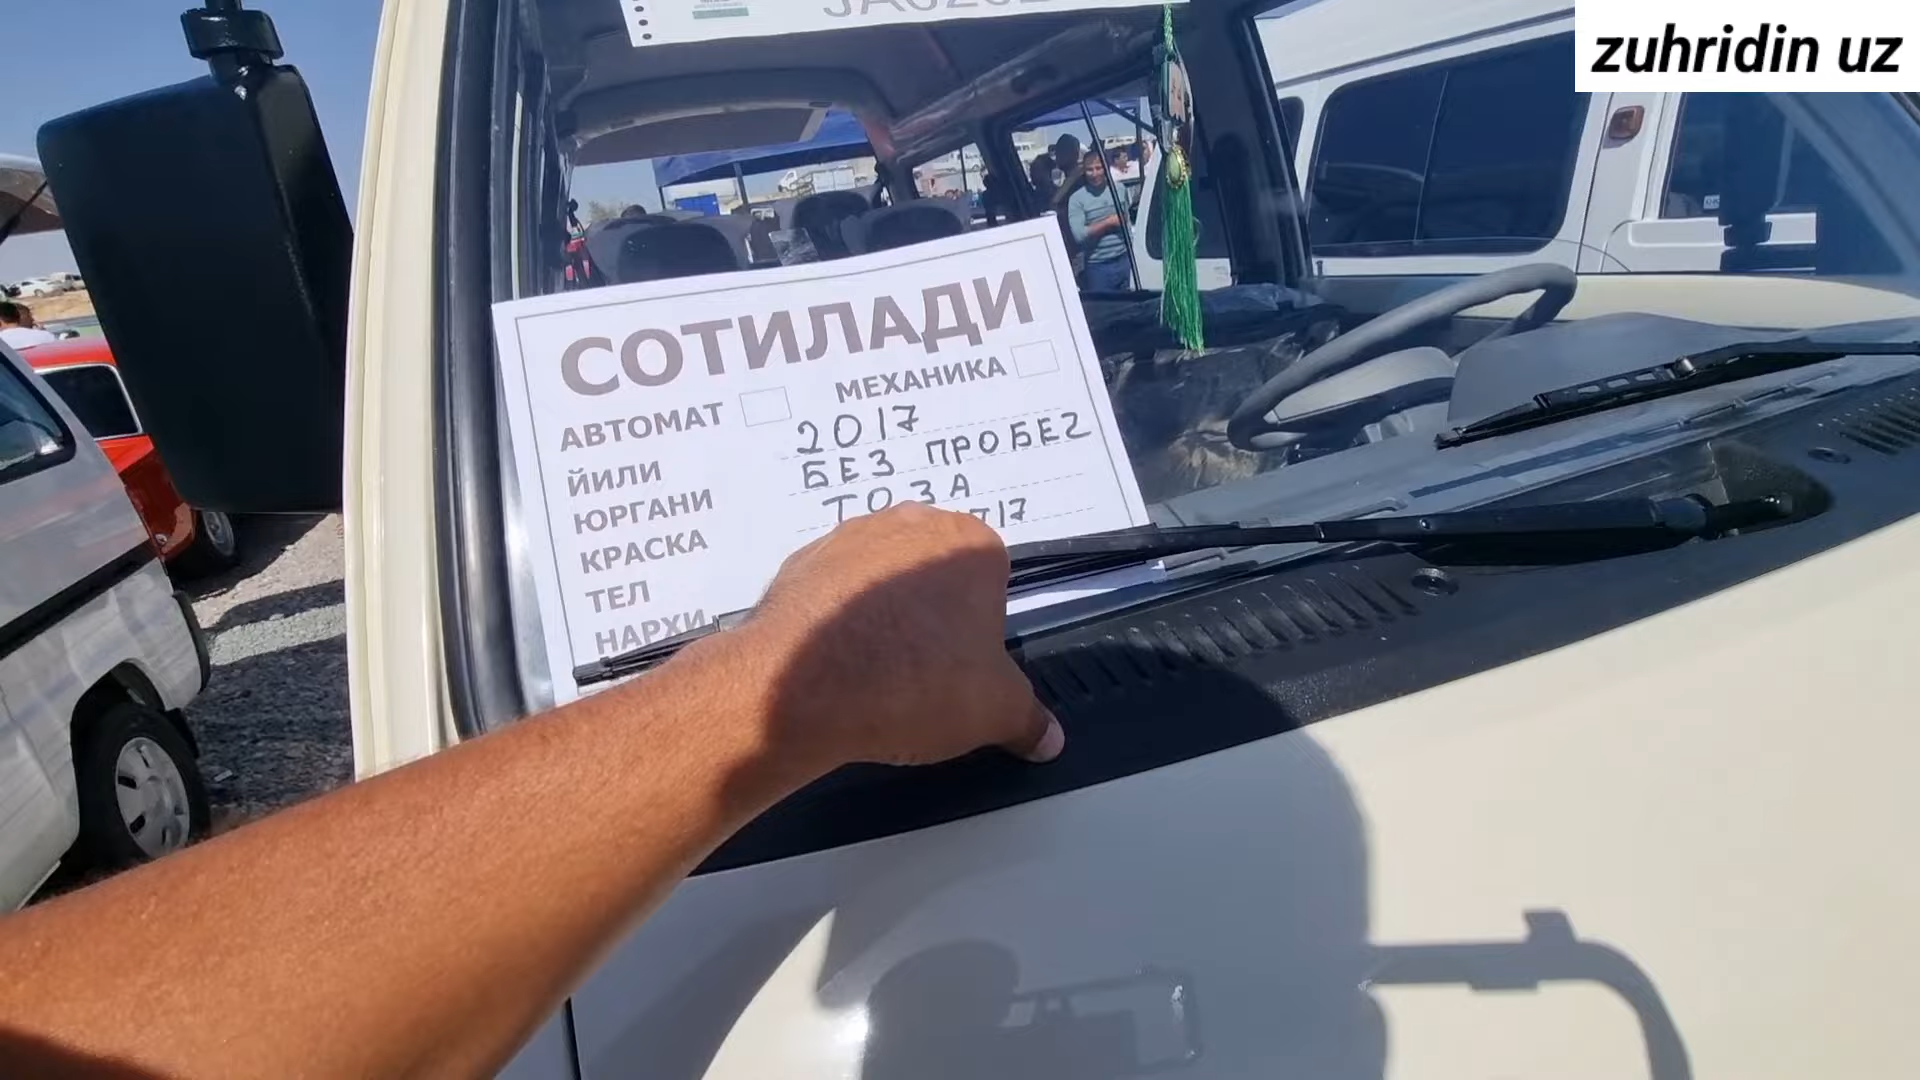 zuhridin uz
СОТИЛАДИ
АВТОМАТ МЕХАНИКА
ЙИЛИ 2017
ЮРГАНИ БЕЗ ПРОБЕГ
КРАСКА ТОЗА
ТЕЛ
НАРХИ